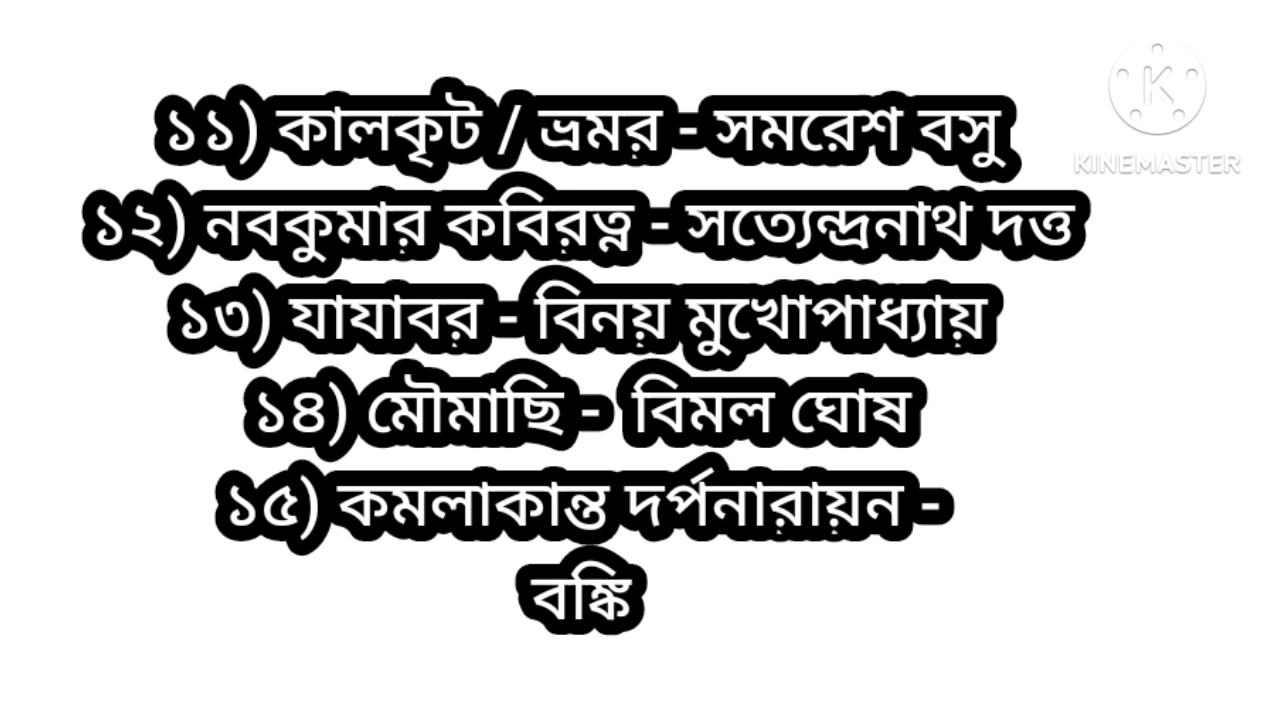 ১১) কালকৃট / ভ্রমর - সমরেশ বসু
১২) নবকুমার কবিরত্ন - সত্যেন্দ্রনাথ দত্ত
১৩) যাযাবর - বিনয় মুখোপাধ্যায়
১৪) মৌমাছি - বিমল ঘোষ
১৫) কমলাকান্ত দর্পনারায়ন -
বঙ্কি
KINEMASTER